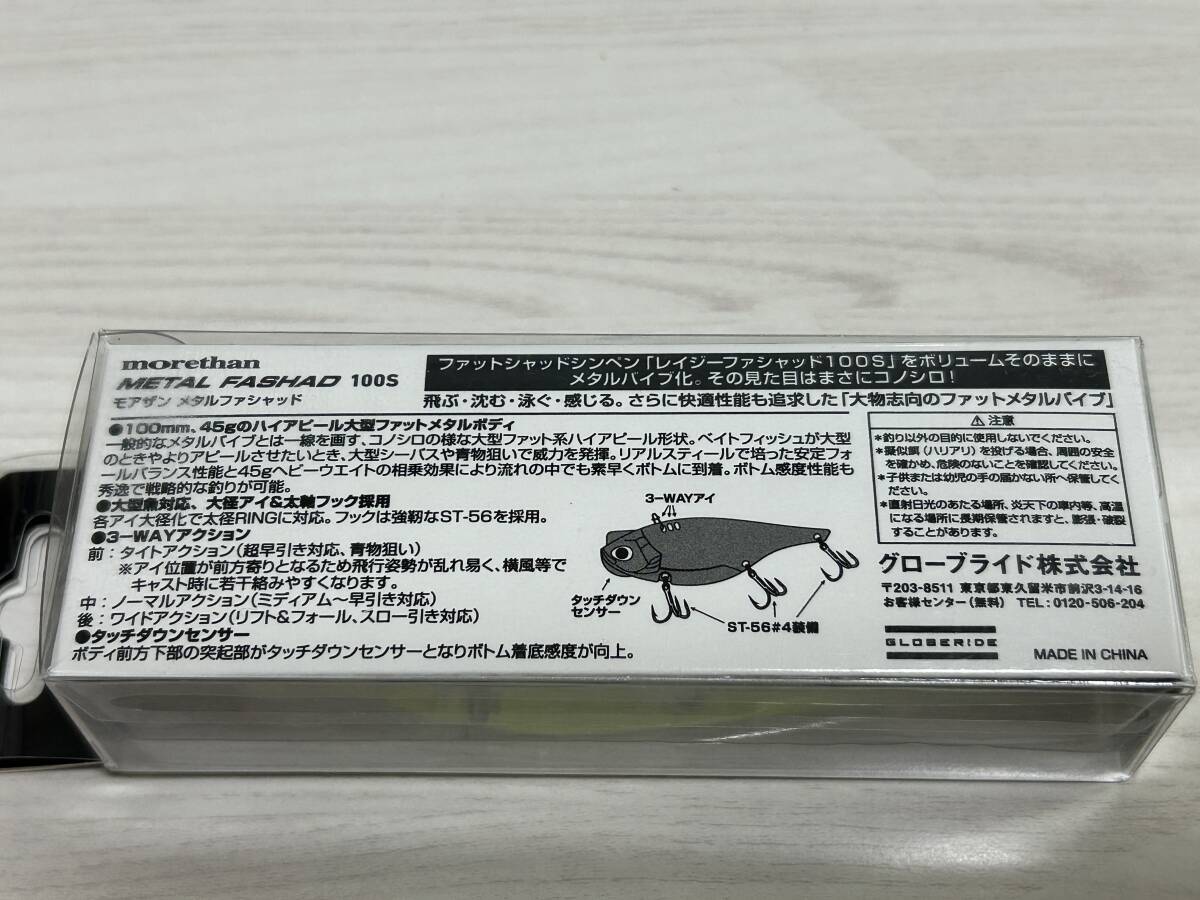 morethan
METAL FASHAD 100S
モアザン メタルファシャッド
ファットシャッドシンペン「レイジーファシャッド100S」をボリュームそのままに
メタルバイブ化。その見た目はまさにコノシロ!
飛ぶ・沈む・泳ぐ・感じる。さらに快適性能も追求した「大物志向のファットメタルバイブ」
●100mm、45gのハイアピール大型ファットメタルボディ
一般的なメタルバイブとは一線を画す、コノシロの様な大型ファット系ハイアピール形状。ベイトフィッシュが大型
のときやよりアピールさせたいとき、大型シーバスや青物狙いで威力を発揮。リアルスティールで培った安定フォ
ールバランス性能と45gヘビーウエイトの相乗効果により流れの中でも素早くボトムに到着。ボトム感度性能も
秀逸で戦略的な釣りが可能。
●大型魚対応、大径アイ&太軸フック採用
各アイ大径化で太径RINGに対応。フックは強靭なST-56を採用。
●3-WAYアクション
前：タイトアクション(超早引き対応、青物狙い)
※アイ位置が前方寄りとなるため飛行姿勢が乱れ易く、横風等で
キャスト時に若干絡みやすくなります。
中：ノーマルアクション(ミディアム〜早引き対応)
後：ワイドアクション(リフト&フォール、スロー引き対応)
●タッチダウンセンサー
ボディ前方下部の突起部がタッチダウンセンサーとなりボトム着底感度が向上。
3-WAYアイ
タッチダウン
センサー
ST-56#4装備
⚠注意
*釣り以外の目的に使用しないでください。
*擬似餌(ハリアリ)を投げる場合、周囲の安全
を確かめ、危険のないことを確認してください。
*子供または幼児の手の届かない所へ保管してく
ださい。
*直射日光のあたる場所、炎天下の車内等、高温
になる場所に長期保管されますと、膨張・破裂
することがあります。
グローブライド株式会社
〒203-8511 東京都東久留米市前沢3-14-16
お客様センター(無料) TEL：0120-506-204
GLOBERIDE
MADE IN CHINA